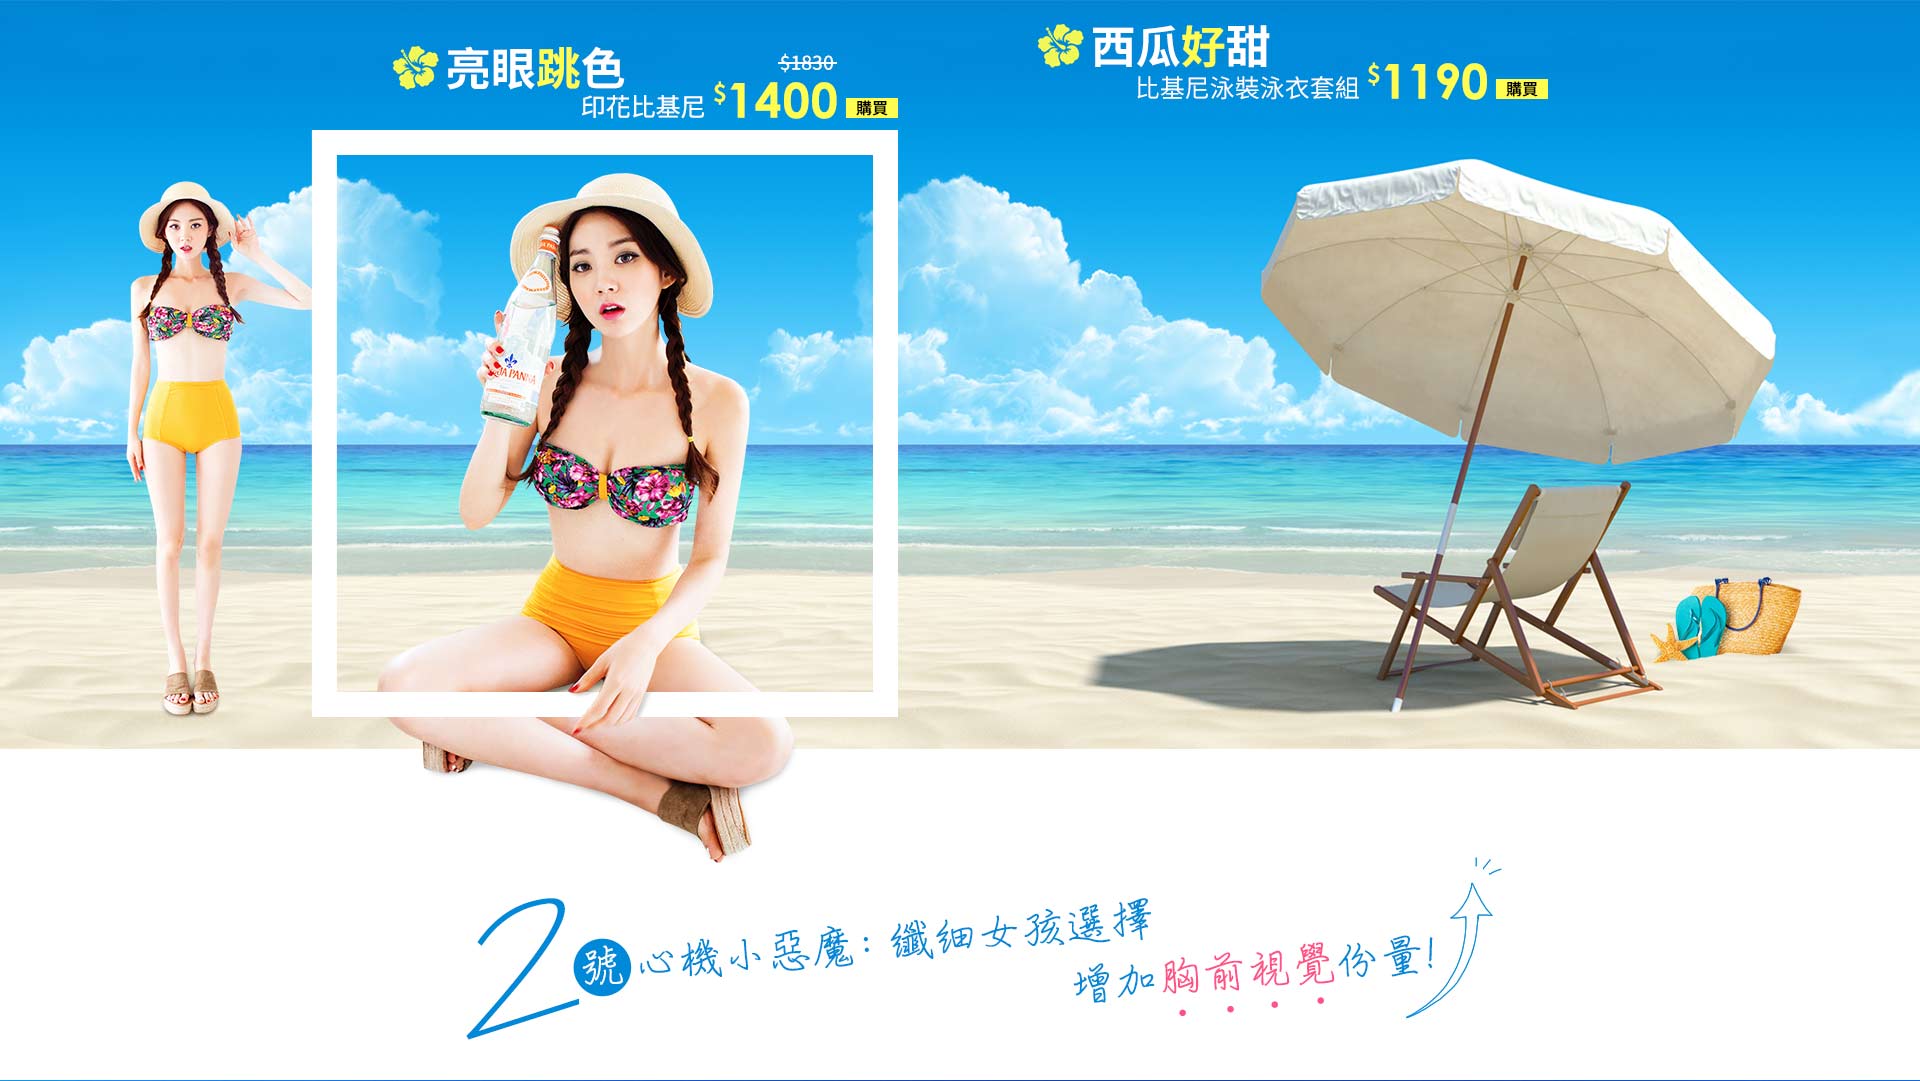 亮眼跳色
$1830
印花比基尼 $1400 購買
西瓜好甜
比基尼泳裝泳衣套組 $1190 購買
2號心機小惡魔：纖細女孩選擇
增加胸前視覺份量！